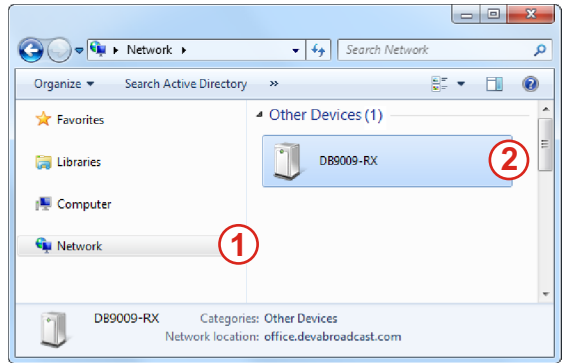 Network
Search Network
Organize
Search Active Directory
»
Favorites
Libraries
Computer
Network
1
Other Devices (1)
DB9009-RX
2
DB9009-RX
Categories: Other Devices
Network location: office.devabroadcast.com